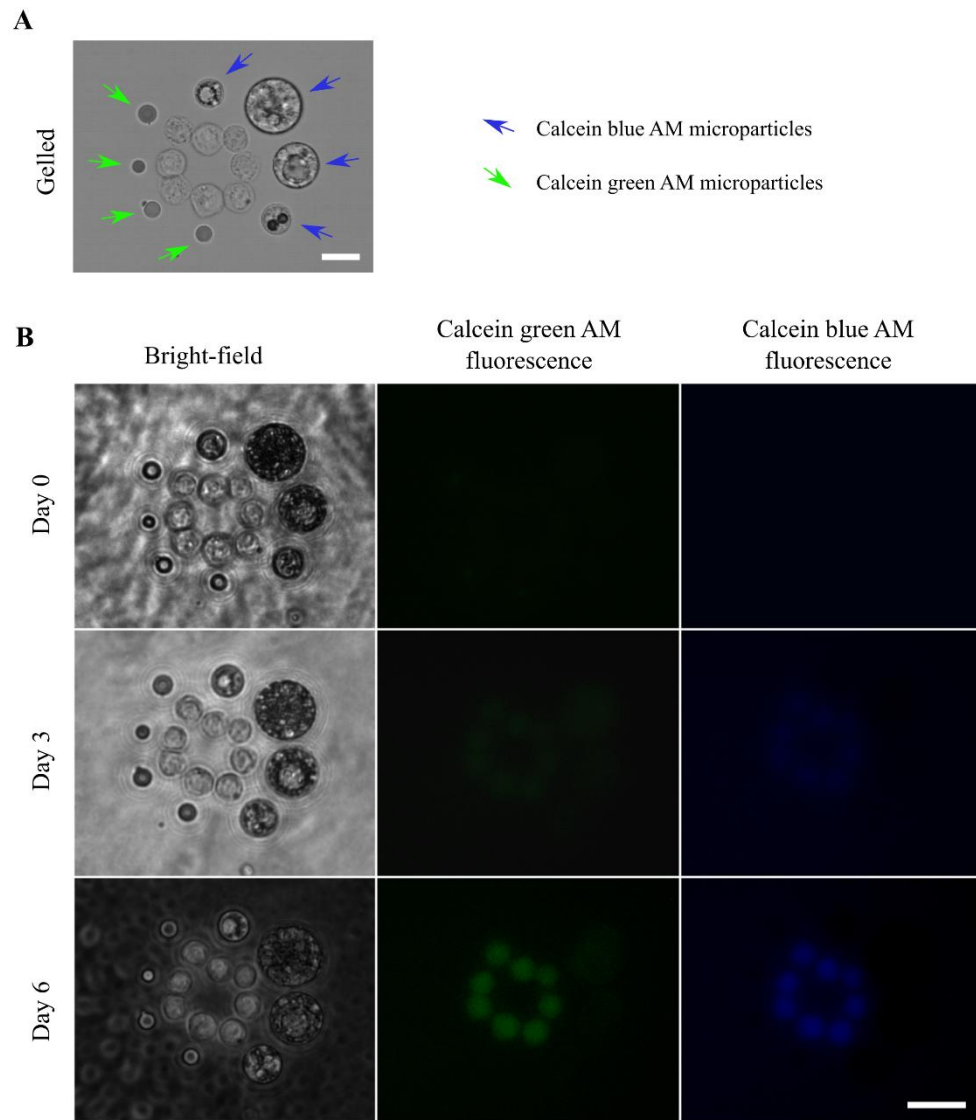 A
Gelled
Calcein blue AM microparticles
Calcein green AM microparticles
B
Bright-field
Calcein green AM
fluorescence
Calcein blue AM
fluorescence
Day 0
Day 3
Day 6